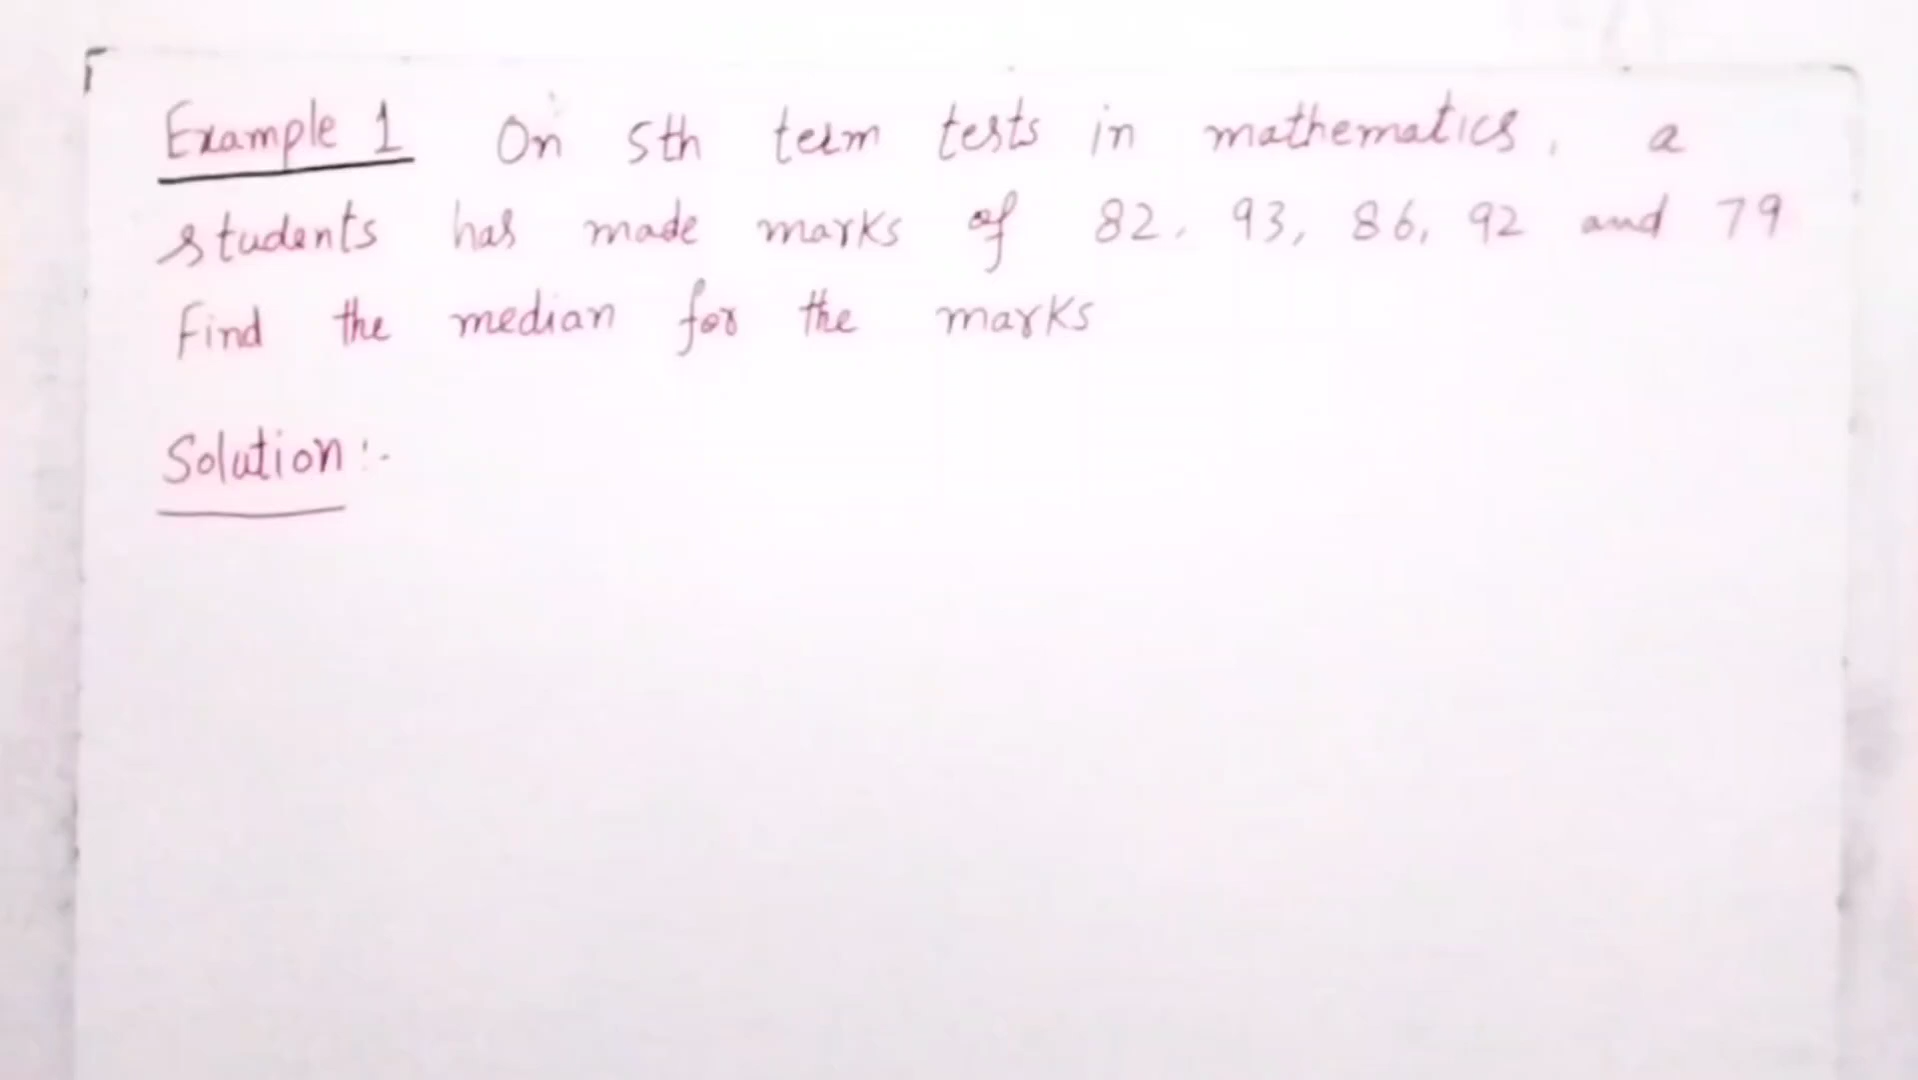 Example 1 On 5th term tests in mathematics, a
students has made marks of 82, 93, 86, 92 and 79
Find the median for the marks
Solution :-